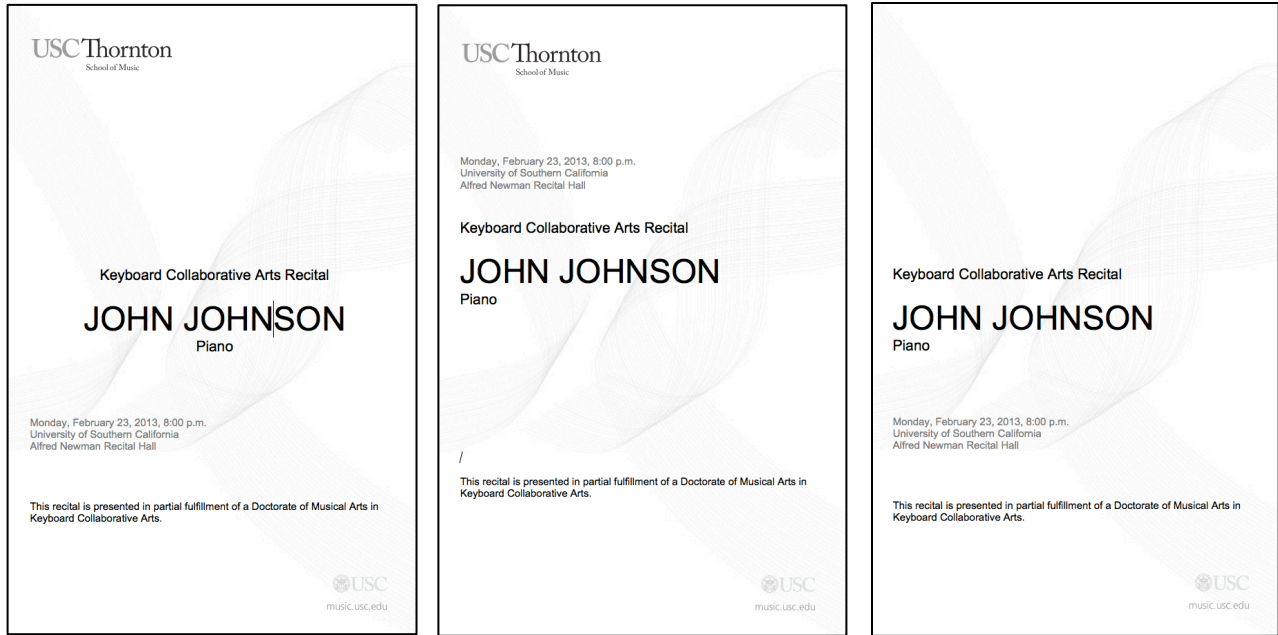 USC Thornton
School of Music
Keyboard Collaborative Arts Recital
JOHN JOHNSON
Piano
Monday, February 23, 2013, 8:00 p.m.
University of Southern California
Alfred Newman Recital Hall
This recital is presented in partial fulfillment of a Doctorate of Musical Arts in
Keyboard Collaborative Arts.
USC
music.usc.edu
USC Thornton
School of Music
Monday, February 23, 2013, 8:00 p.m.
University of Southern California
Alfred Newman Recital Hall
Keyboard Collaborative Arts Recital
JOHN JOHNSON
Piano
/
This recital is presented in partial fulfillment of a Doctorate of Musical Arts in
Keyboard Collaborative Arts.
USC
music.usc.edu
Keyboard Collaborative Arts Recital
JOHN JOHNSON
Piano
Monday, February 23, 2013, 8:00 p.m.
University of Southern California
Alfred Newman Recital Hall
This recital is presented in partial fulfillment of a Doctorate of Musical Arts in
Keyboard Collaborative Arts.
USC
music.usc.edu